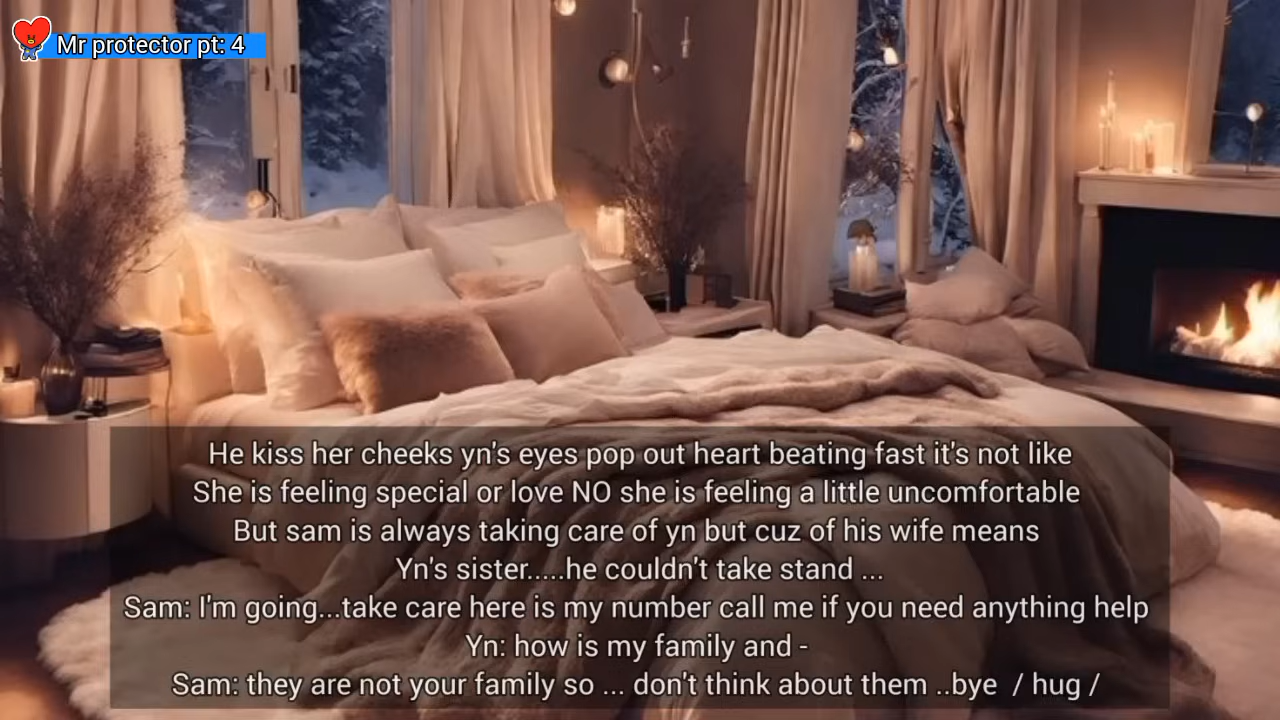 Mr protector pt: 4
He kiss her cheeks yn's eyes pop out heart beating fast it's not like
She is feeling special or love NO she is feeling a little uncomfortable
But sam is always taking care of yn but cuz of his wife means
Yn's sister.....he couldn't take stand ...
Sam: I'm going...take care here is my number call me if you need anything help
Yn: how is my family and -
Sam: they are not your family so ... don't think about them ..bye  / hug /